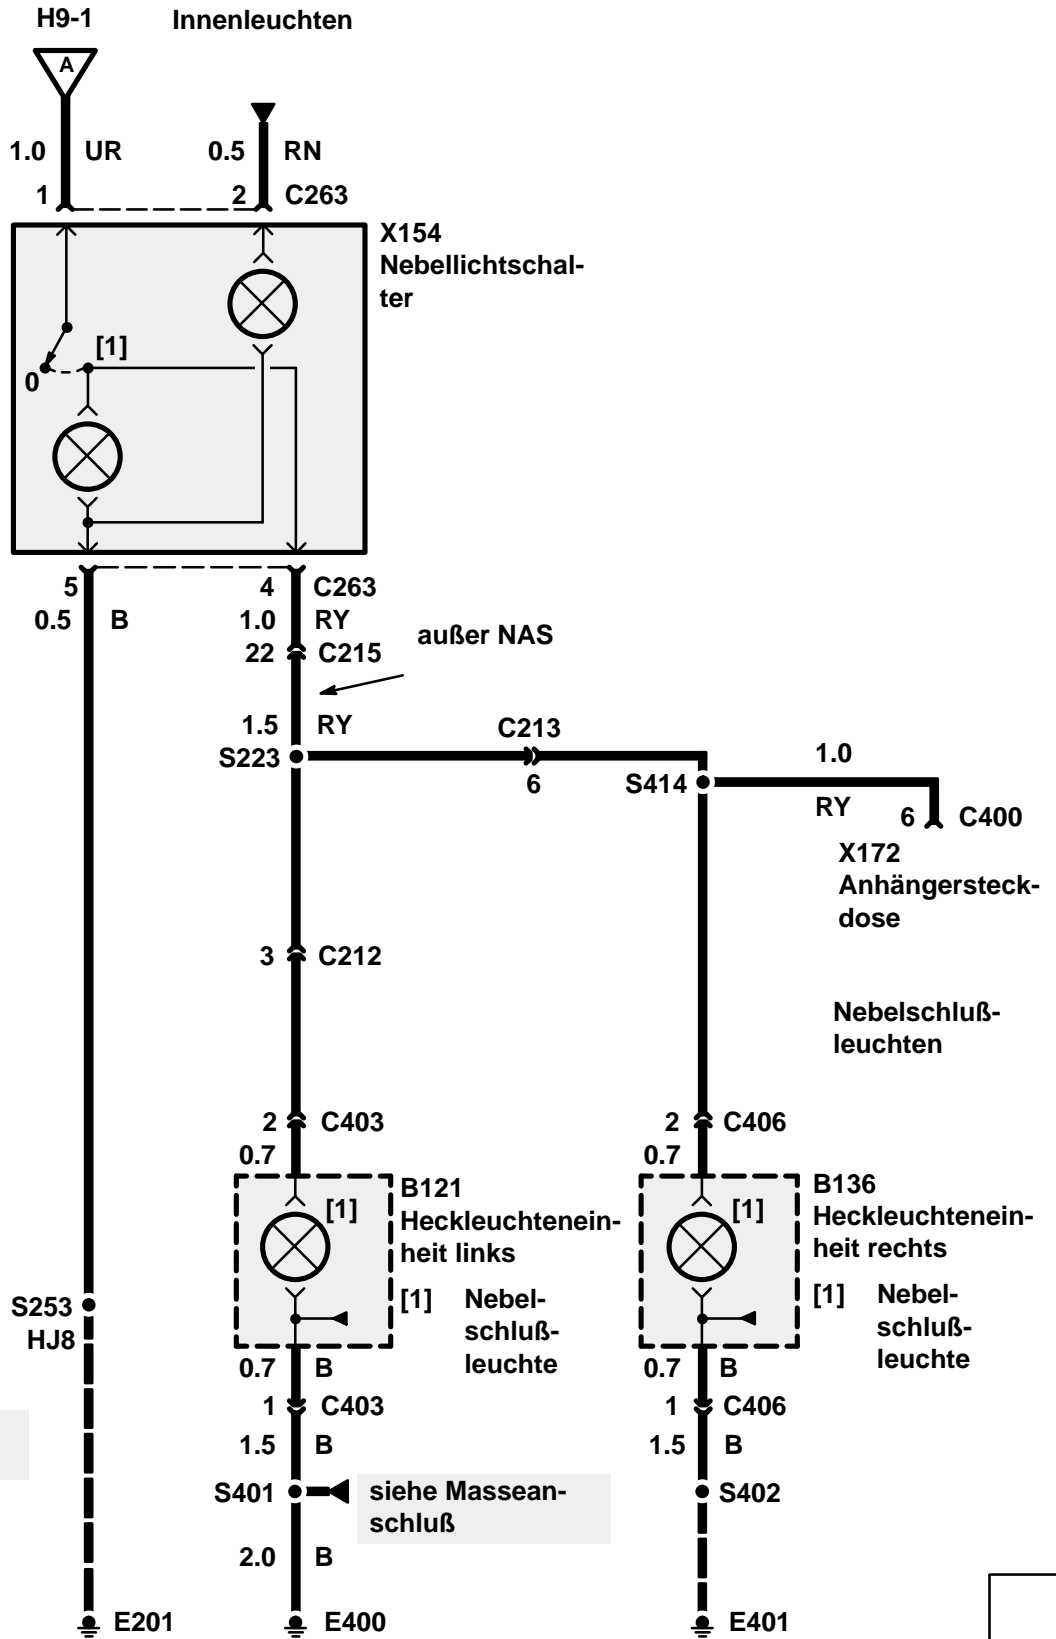 H9-1 Innenleuchten
A
1.0 UR 0.5 RN
1 2 C263
X154
Nebellichtschal-
ter
[1]
0
5 4 C263
0.5 B 1.0 RY
außer NAS
22 C215
1.5 RY C213
S223
1.0
6 S414
RY 6 C400
X172
Anhängersteck-
dose
3 C212
Nebelschluß-
leuchten
2 C403 2 C406
0.7 0.7
B121
Heckleuchtenein-
heit links
[1]
[1] Nebel-
schluß-
leuchte
B136
Heckleuchtenein-
heit rechts
[1]
[1] Nebel-
schluß-
leuchte
S253
HJ8
0.7 B 0.7 B
1 C403 1 C406
1.5 B 1.5 B
S401 siehe Massean-
schluß
S402
2.0 B
E201 E400 E401